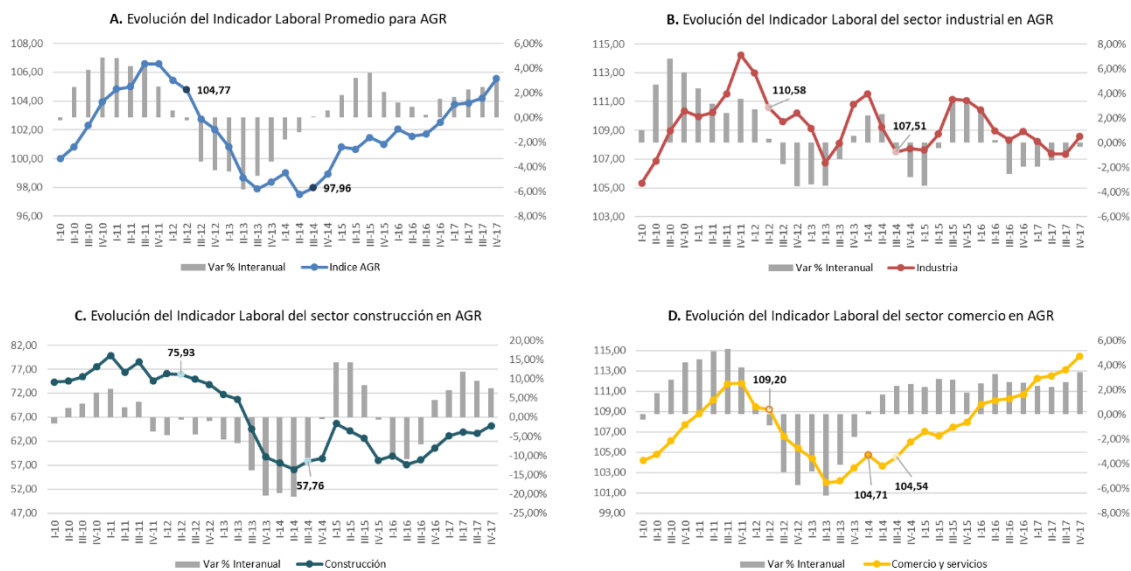 A. Evolución del Indicador Laboral Promedio para AGR
108,00
106,00
104,00
102,00
100,00
98,00
96,00
6,00%
4,00%
2,00%
0,00%
-2,00%
-4,00%
-6,00%
-8,00%
104,77
97,96
I-10
II-10
III-10
IV-10
I-11
II-11
III-11
IV-11
I-12
II-12
III-12
IV-12
I-13
II-13
III-13
IV-13
I-14
II-14
III-14
IV-14
I-15
II-15
III-15
IV-15
I-16
II-16
III-16
IV-16
I-17
II-17
III-17
IV-17
Var % Interanual
Indice AGR
B. Evolución del Indicador Laboral del sector industrial en AGR
115,00
113,00
111,00
109,00
107,00
105,00
103,00
8,00%
6,00%
4,00%
2,00%
0,00%
-2,00%
-4,00%
-6,00%
110,58
107,51
I-10
II-10
III-10
IV-10
I-11
II-11
III-11
IV-11
I-12
II-12
III-12
IV-12
I-13
II-13
III-13
IV-13
I-14
II-14
III-14
IV-14
I-15
II-15
III-15
IV-15
I-16
II-16
III-16
IV-16
I-17
II-17
III-17
IV-17
Var % Interanual
Industria
C. Evolución del Indicador Laboral del sector construcción en AGR
82,00
77,00
72,00
67,00
62,00
57,00
52,00
47,00
20,00%
15,00%
10,00%
5,00%
0,00%
-5,00%
-10,00%
-15,00%
-20,00%
-25,00%
75,93
57,76
I-10
II-10
III-10
IV-10
I-11
II-11
III-11
IV-11
I-12
II-12
III-12
IV-12
I-13
II-13
III-13
IV-13
I-14
II-14
III-14
IV-14
I-15
II-15
III-15
IV-15
I-16
II-16
III-16
IV-16
I-17
II-17
III-17
IV-17
Var % Interanual
Construcción
D. Evolución del Indicador Laboral del sector comercio en AGR
115,00
113,00
111,00
109,00
107,00
105,00
103,00
101,00
99,00
6,00%
4,00%
2,00%
0,00%
-2,00%
-4,00%
-6,00%
-8,00%
109,20
104,71
104,54
I-10
II-10
III-10
IV-10
I-11
II-11
III-11
IV-11
I-12
II-12
III-12
IV-12
I-13
II-13
III-13
IV-13
I-14
II-14
III-14
IV-14
I-15
II-15
III-15
IV-15
I-16
II-16
III-16
IV-16
I-17
II-17
III-17
IV-17
Var % Interanual
Comercio y servicios